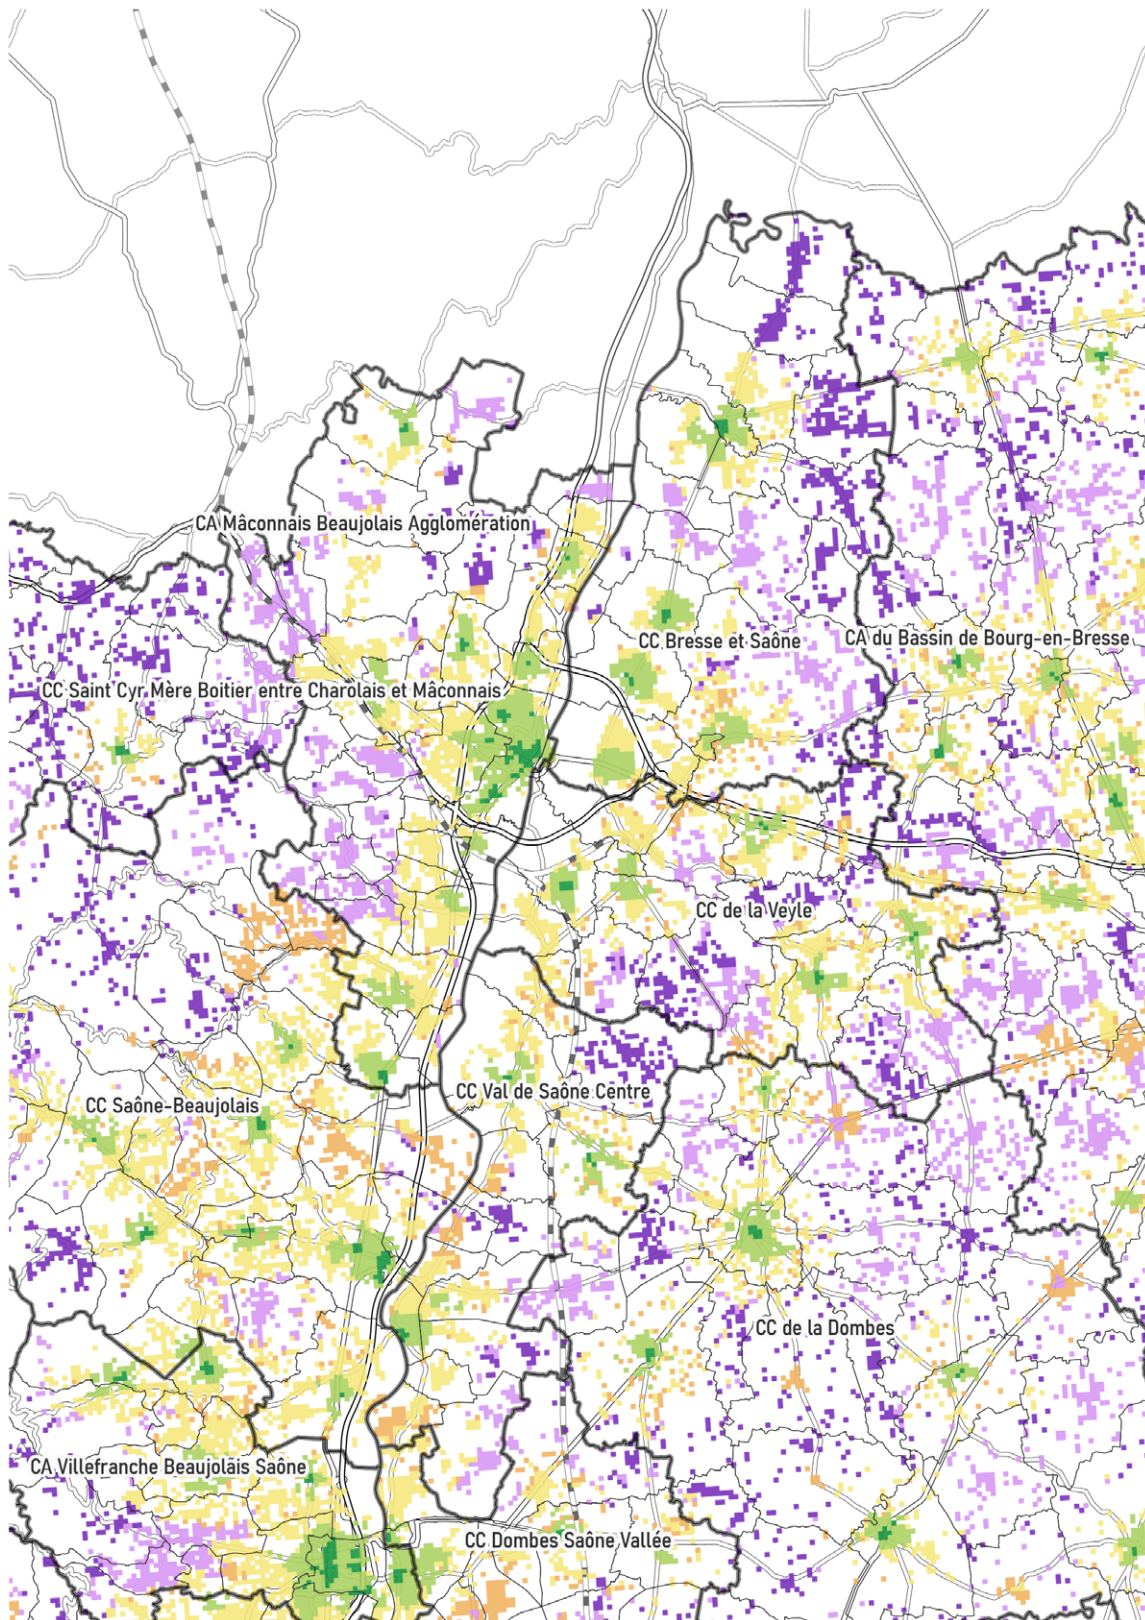 CA Mâconnais Beaujolais Agglomération
CC Bresse et Saône
CA du Bassin de Bourg-en-Bresse
CC Saint Cyr Mère Boitier entre Charolais et Mâconnais
CC de la Veyle
CC Val de Saône Centre
CC Saône-Beaujolais
CC de la Dombes
CA Villefranche Beaujolais Saône
CC Dombes Saône Vallée